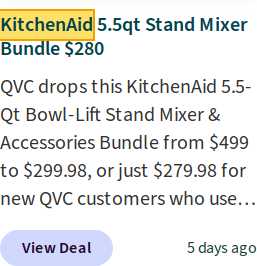 KitchenAid 5.5qt Stand Mixer
Bundle $280
QVC drops this KitchenAid 5.5-
Qt Bowl-Lift Stand Mixer &
Accessories Bundle from $499
to $299.98, or just $279.98 for
new QVC customers who use…
View Deal
5 days ago